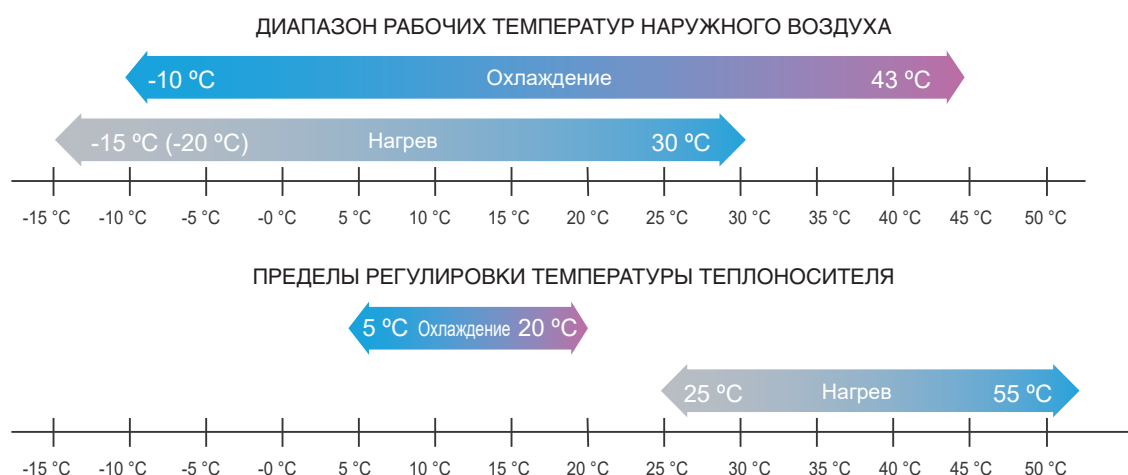 ДИАПАЗОН РАБОЧИХ ТЕМПЕРАТУР НАРУЖНОГО ВОЗДУХА
-10 ºC Охлаждение 43 ºC
-15 ºC (-20 ºC) Нагрев 30 ºC
-15 °C -10 °C -5 °C -0 °C 5 °C 10 °C 15 °C 20 °C 25 °C 30 °C 35 °C 40 °C 45 °C 50 °C
ПРЕДЕЛЫ РЕГУЛИРОВКИ ТЕМПЕРАТУРЫ ТЕПЛОНОСИТЕЛЯ
5 ºC Охлаждение 20 ºC
25 ºC Нагрев 55 ºC
-15 °C -10 °C -5 °C -0 °C 5 °C 10 °C 15 °C 20 °C 25 °C 30 °C 35 °C 40 °C 45 °C 50 °C